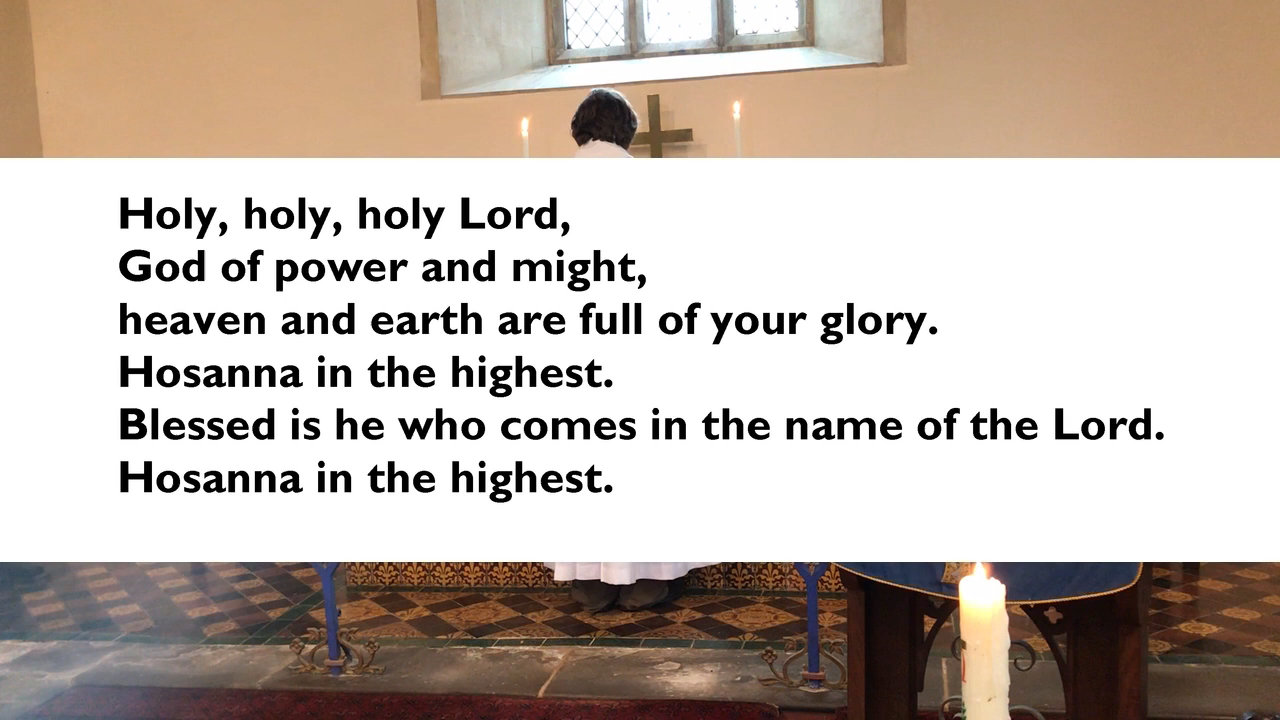 Holy, holy, holy Lord,
God of power and might,
heaven and earth are full of your glory.
Hosanna in the highest.
Blessed is he who comes in the name of the Lord.
Hosanna in the highest.